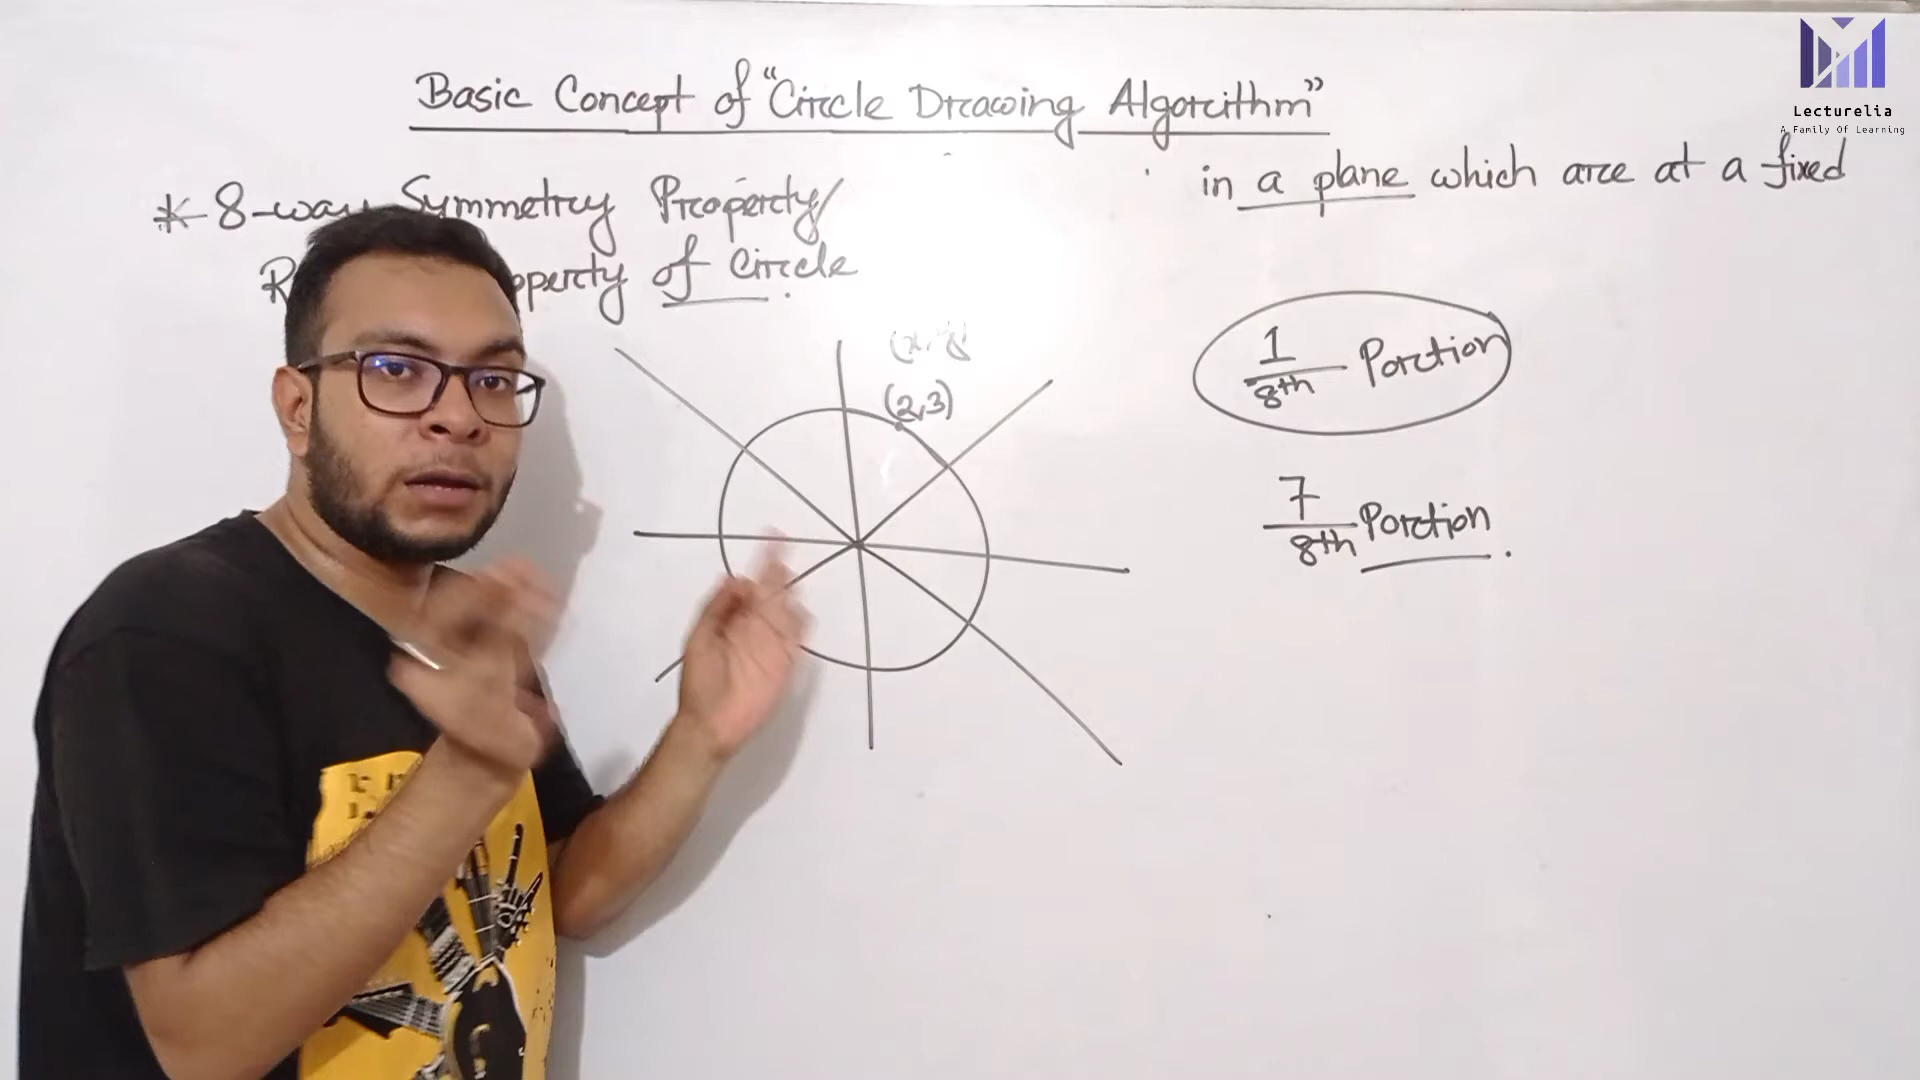 Basic Concept of "Circle Drawing Algorithm"
Lecturelia
A Family Of Learning
in a plane which are at a fixed
* 8-way Symmetry Property/
of Circle
(2,3)
1
8th
Portion
7
8th
Portion.